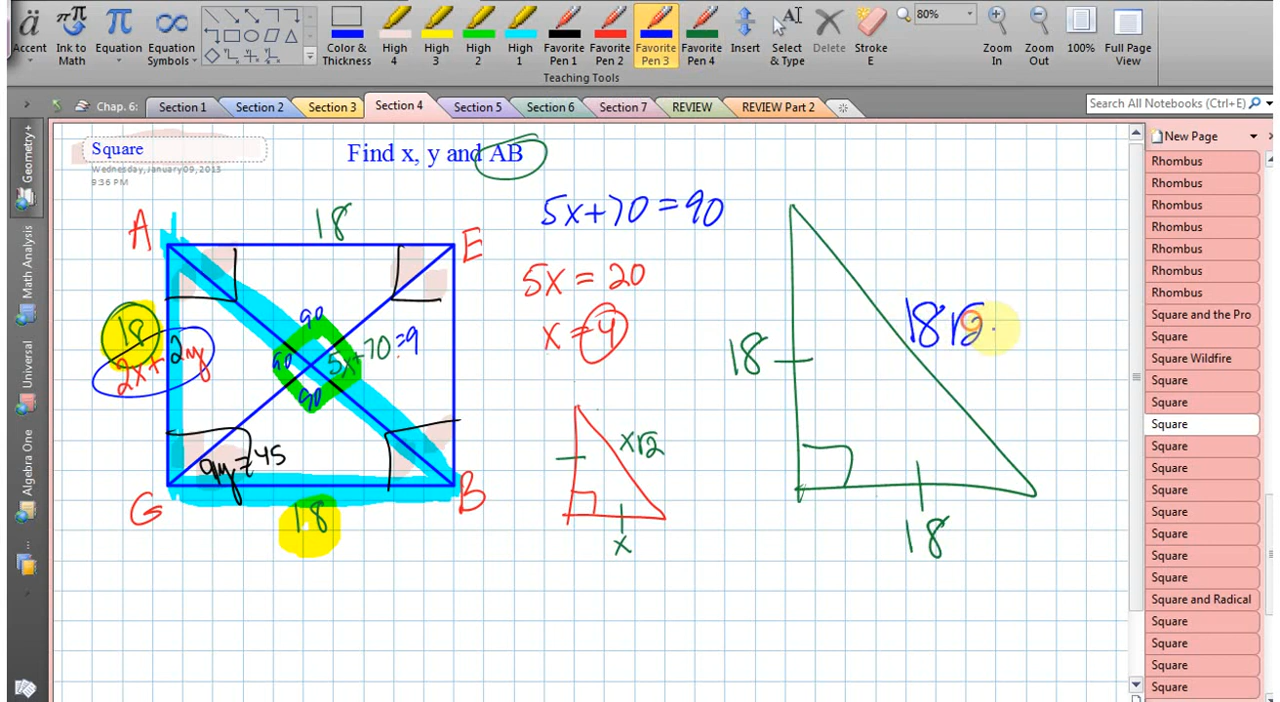 Accent
Ink to Math
Equation
Equation Symbols
Color & Thickness
High 4
High 3
High 2
High 1
Favorite Pen 1
Favorite Pen 2
Favorite Pen 3
Favorite Pen 4
Insert
Select & Type
Delete
Stroke E
80%
Zoom In
Zoom Out
100%
Full Page View
Teaching Tools
Chap. 6:
Section 1
Section 2
Section 3
Section 4
Section 5
Section 6
Section 7
REVIEW
REVIEW Part 2
Search All Notebooks (Ctrl+E)
Geometry+
Math Analysis
Universal
Algebra One
Square
Wednesday, January 09, 2013
9:36 PM
Find x, y and AB
A
18
E
18
2x+2y
90
90
90
5x+70=9
9y=45
G
18
B
5x+70=90
5x = 20
x = 4
x√2
x
18
18√2
18
New Page
Rhombus
Rhombus
Rhombus
Rhombus
Rhombus
Rhombus
Rhombus
Square and the Pro
Square
Square Wildfire
Square
Square
Square
Square
Square
Square
Square
Square
Square
Square
Square and Radical
Square
Square
Square
Square